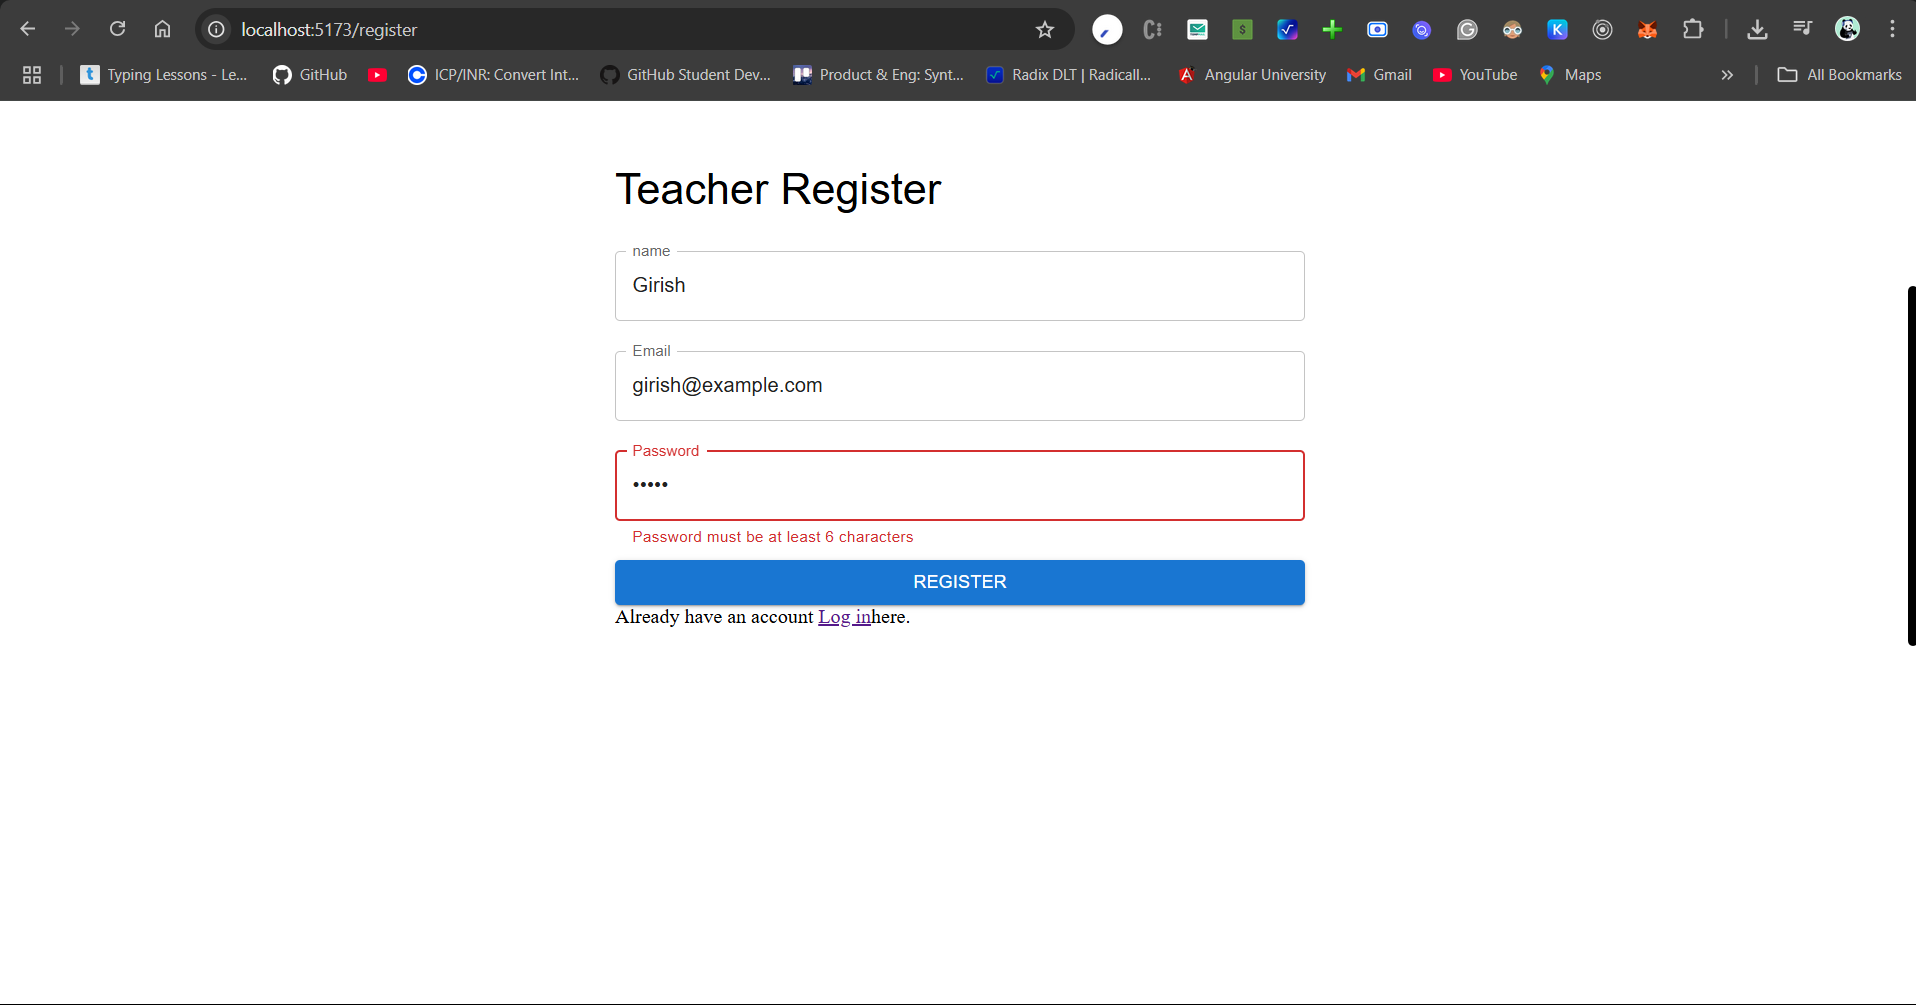 localhost:5173/register
Typing Lessons - Le... GitHub ICP/INR: Convert Int... GitHub Student Dev... Product & Eng: Synt... Radix DLT | Radicall... Angular University Gmail YouTube Maps » All Bookmarks
Teacher Register
name
Girish
Email
girish@example.com
Password
•••••
Password must be at least 6 characters
REGISTER
Already have an account Log inhere.